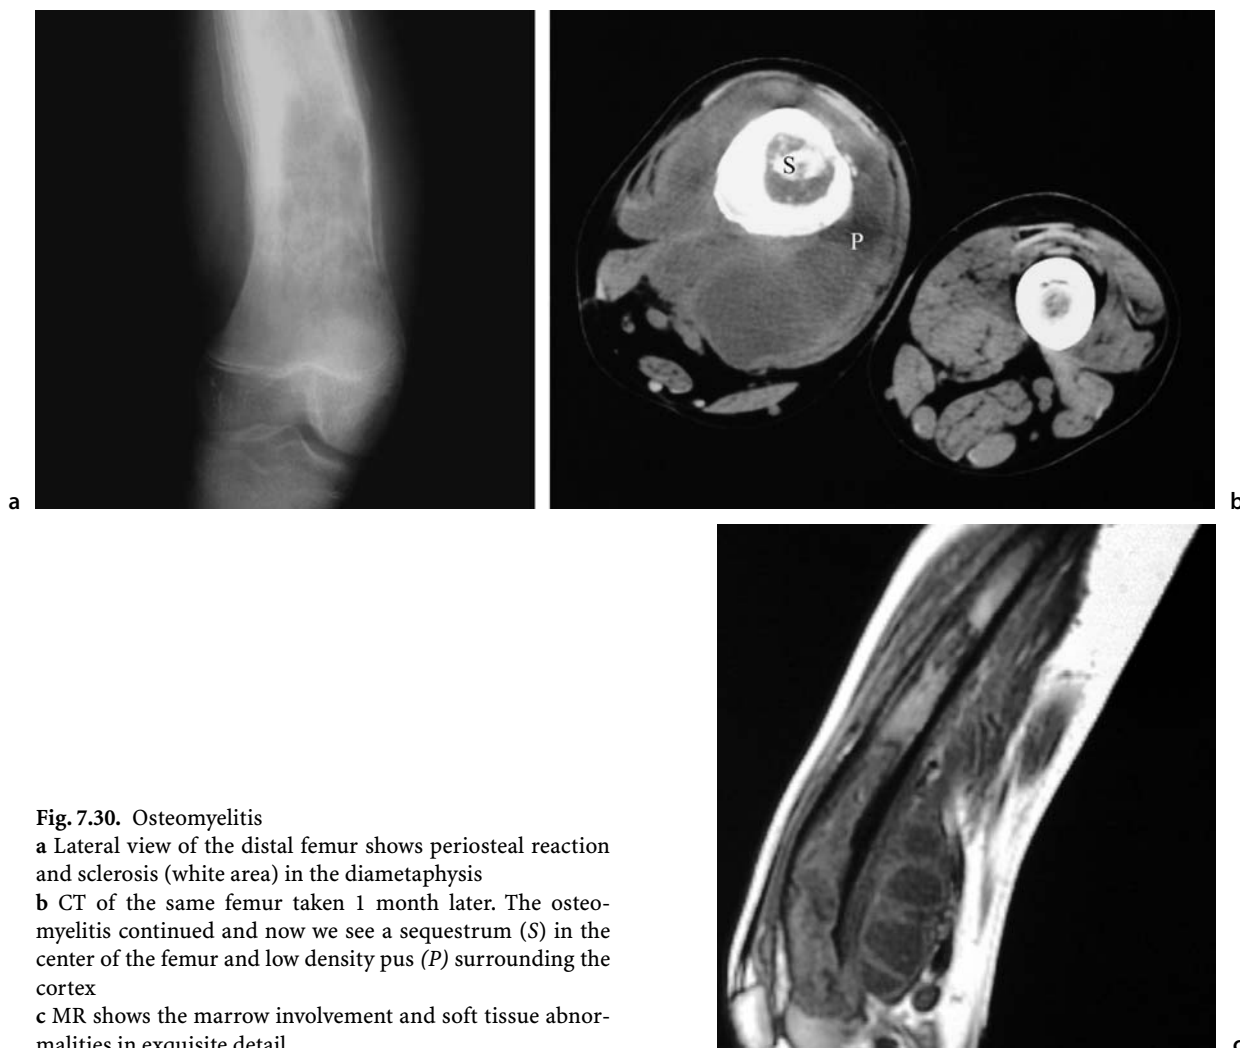 S
P
a
b
Fig. 7.30. Osteomyelitis
a Lateral view of the distal femur shows periosteal reaction
and sclerosis (white area) in the diametaphysis
b CT of the same femur taken 1 month later. The osteo-
myelitis continued and now we see a sequestrum (S) in the
center of the femur and low density pus (P) surrounding the
cortex
c MR shows the marrow involvement and soft tissue abnor-
malities in exquisite detail
c